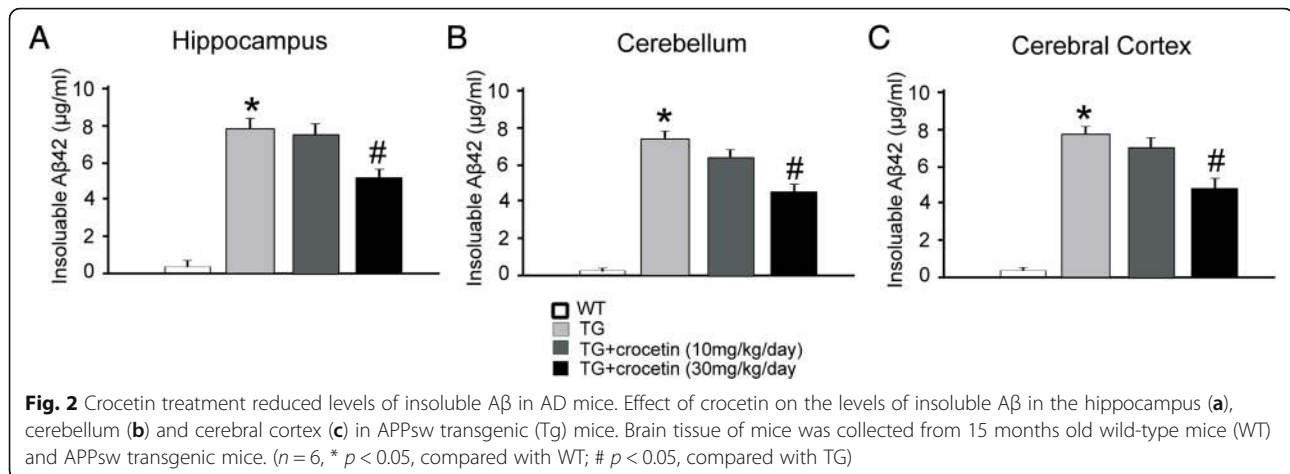 A
Hippocampus
Insoluable Aβ42 (µg/ml)
10
8
6
4
2
0
*
#
B
Cerebellum
Insoluable Aβ42 (µg/ml)
10
8
6
4
2
0
*
#
C
Cerebral Cortex
Insoluable Aβ42 (µg/ml)
10
8
6
4
2
0
*
#
WT
TG
TG+crocetin (10mg/kg/day)
TG+crocetin (30mg/kg/day
Fig. 2 Crocetin treatment reduced levels of insoluble Aβ in AD mice. Effect of crocetin on the levels of insoluble Aβ in the hippocampus (a),
cerebellum (b) and cerebral cortex (c) in APPsw transgenic (Tg) mice. Brain tissue of mice was collected from 15 months old wild-type mice (WT)
and APPsw transgenic mice. (n = 6, * p < 0.05, compared with WT; # p < 0.05, compared with TG)